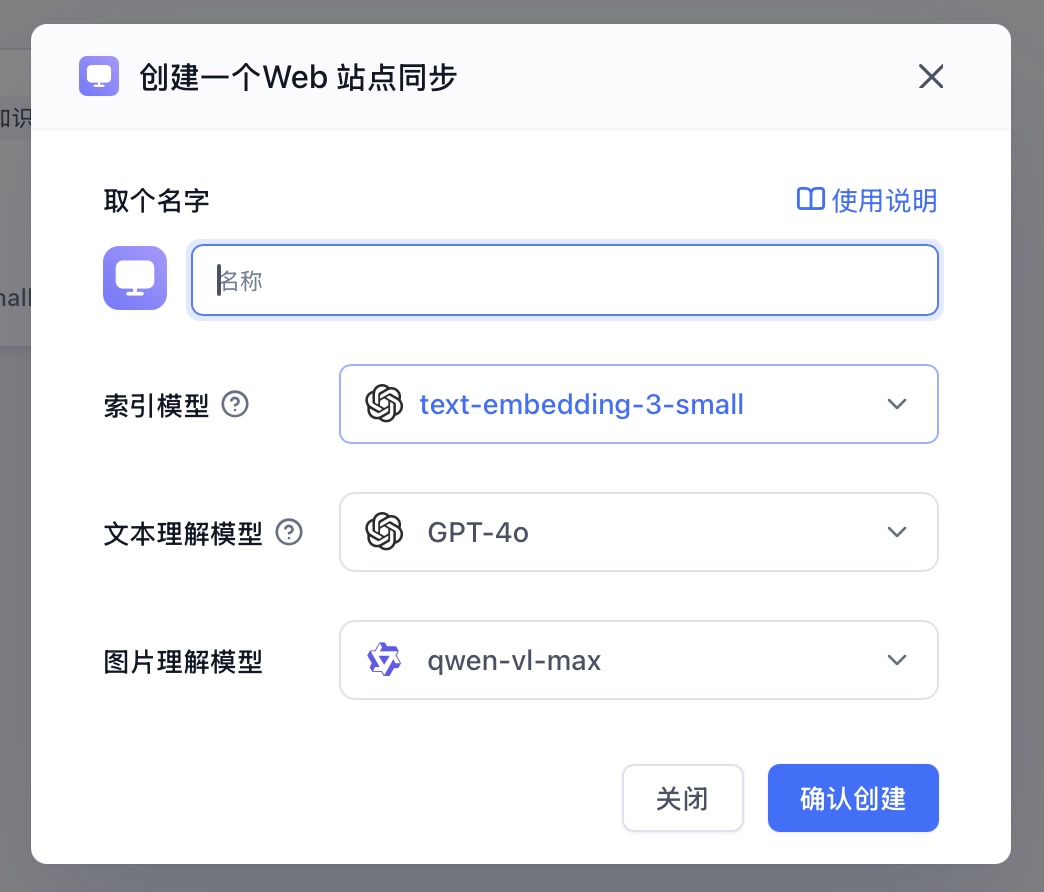 创建一个Web 站点同步
知识
取个名字
使用说明
名称
索引模型
text-embedding-3-small
文本理解模型
GPT-4o
图片理解模型
qwen-vl-max
关闭
确认创建